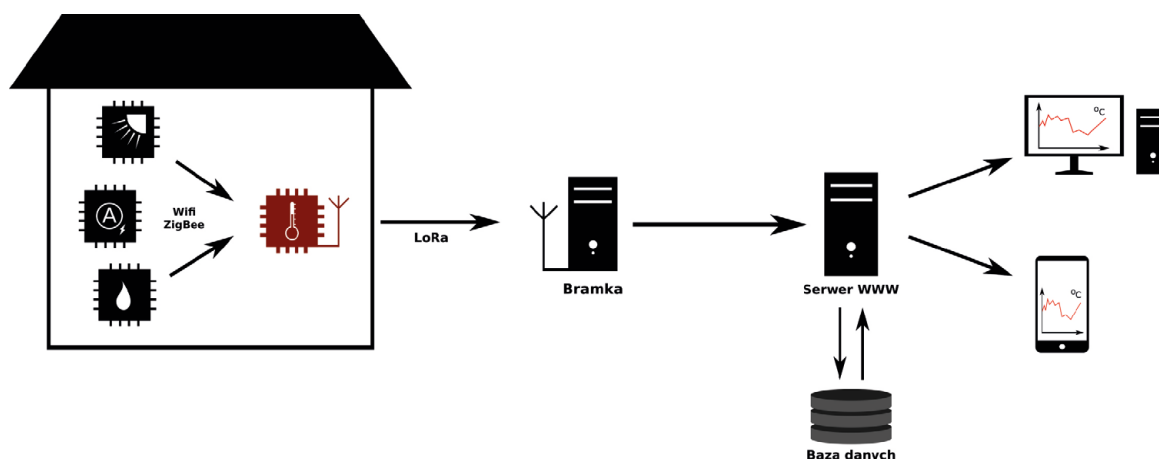 Wifi
ZigBee
A
LoRa
Bramka
Serwer WWW
Baza danych
°C
°C